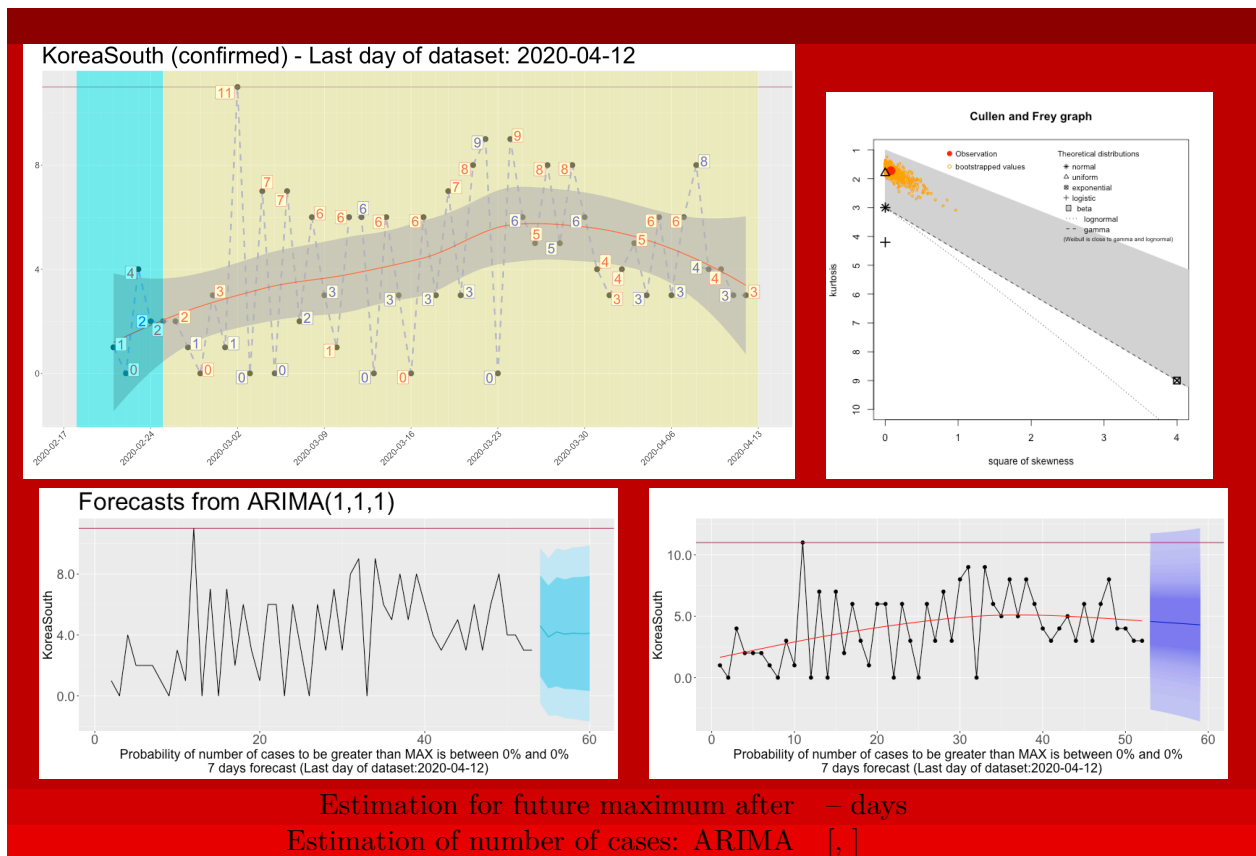 KoreaSouth (confirmed) - Last day of dataset: 2020-04-12
8
4
0
1
0
4
2
2
2
1
0
3
1
11
0
7
0
7
2
6
3
1
6
6
0
6
3
0
6
3
7
3
8
9
0
9
6
5
8
5
8
6
4
3
4
5
3
6
3
6
8
4
4
3
3
2020-02-17
2020-02-24
2020-03-02
2020-03-09
2020-03-16
2020-03-23
2020-03-30
2020-04-06
2020-04-13
Cullen and Frey graph
Observation
bootstrapped values
Theoretical distributions
normal
uniform
exponential
logistic
beta
lognormal
gamma
(Weibull is close to gamma and lognormal)
kurtosis
1
2
3
4
5
6
7
8
9
10
0 1 2 3 4
square of skewness
Forecasts from ARIMA(1,1,1)
KoreaSouth
8.0
4.0
0.0
0 20 40 60
Probability of number of cases to be greater than MAX is between 0% and 0%
7 days forecast (Last day of dataset:2020-04-12)
KoreaSouth
10.0
5.0
0.0
0 10 20 30 40 50 60
Probability of number of cases to be greater than MAX is between 0% and 0%
7 days forecast (Last day of dataset:2020-04-12)
Estimation for future maximum after – days
Estimation of number of cases: ARIMA [, ]